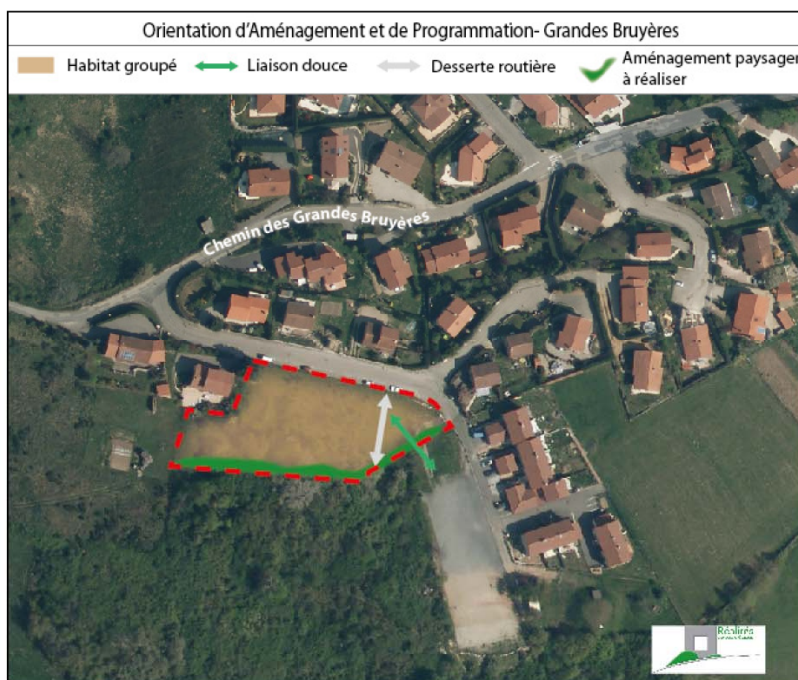 Orientation d'Aménagement et de Programmation- Grandes Bruyères
Habitat groupé
Liaison douce
Desserte routière
Aménagement paysager
à réaliser
Chemin des Grandes Bruyères
Réalités